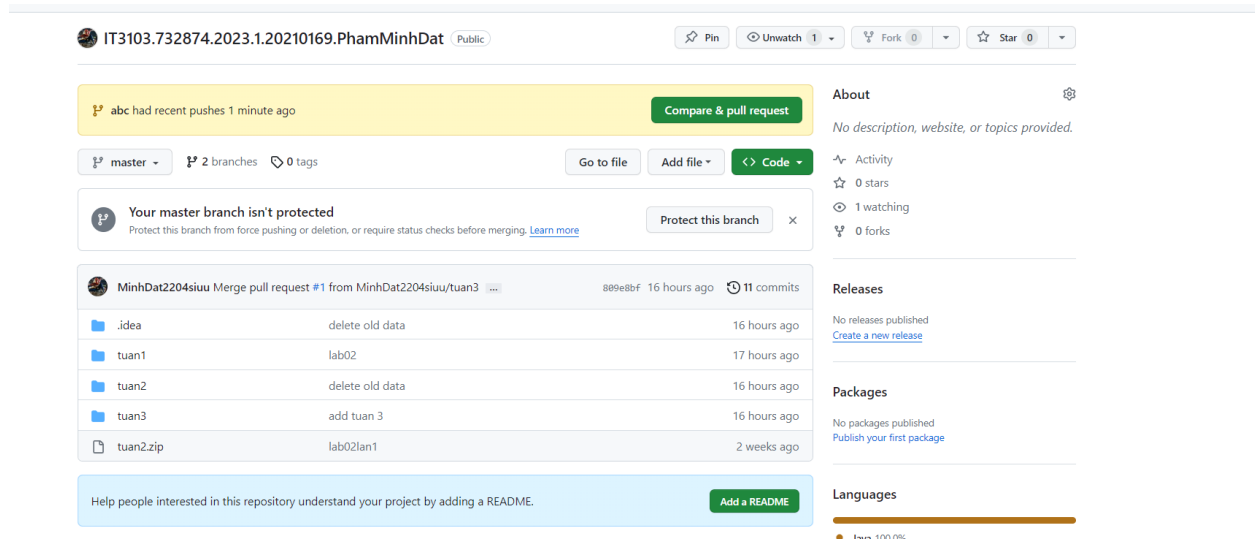 IT3103.732874.2023.1.20210169.PhamMinhDat Public
Pin Unwatch 1 Fork 0 Star 0
abc had recent pushes 1 minute ago Compare & pull request
master 2 branches 0 tags Go to file Add file <> Code
Your master branch isn't protected
Protect this branch from force pushing or deletion, or require status checks before merging. Learn more
Protect this branch
MinhDat2204siuu Merge pull request #1 from MinhDat2204siuu/tuan3 ... 809e8bf 16 hours ago 11 commits
.idea delete old data 16 hours ago
tuan1 lab02 17 hours ago
tuan2 delete old data 16 hours ago
tuan3 add tuan 3 16 hours ago
tuan2.zip lab02lan1 2 weeks ago
Help people interested in this repository understand your project by adding a README. Add a README
About
No description, website, or topics provided.
Activity
0 stars
1 watching
0 forks
Releases
No releases published
Create a new release
Packages
No packages published
Publish your first package
Languages
Java 100.0%